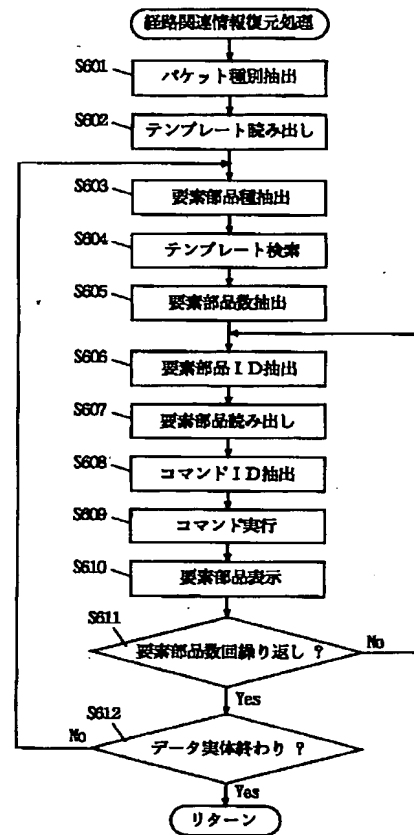 経路関連情報復元処理
S601
パケット種別抽出
S602
テンプレート読み出し
S603
要素部品種抽出
S604
テンプレート検索
S605
要素部品数抽出
S606
要素部品ID抽出
S607
要素部品読み出し
S608
コマンドID抽出
S609
コマンド実行
S610
要素部品表示
S611
要素部品数回繰り返し ?
No
Yes
S612
No
データ実体終わり ?
Yes
リターン